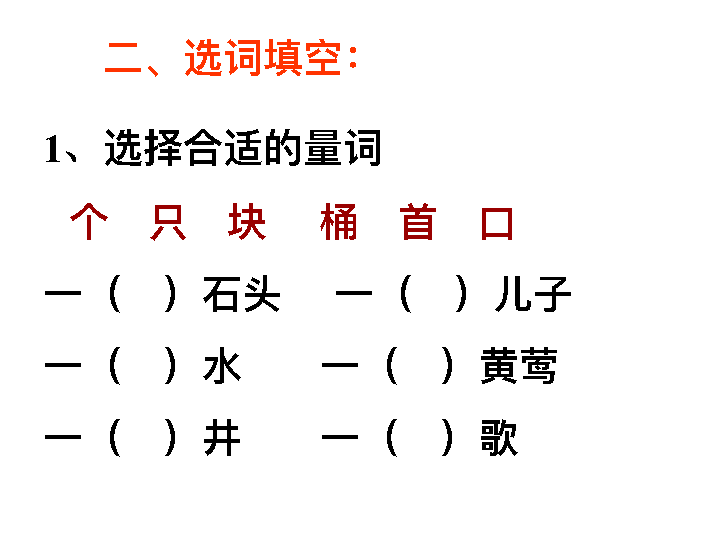 二、选词填空：
1、选择合适的量词
个 只 块 桶 首 口
一（ ）石头 一（ ）儿子
一（ ）水 一（ ）黄莺
一（ ）井 一（ ）歌